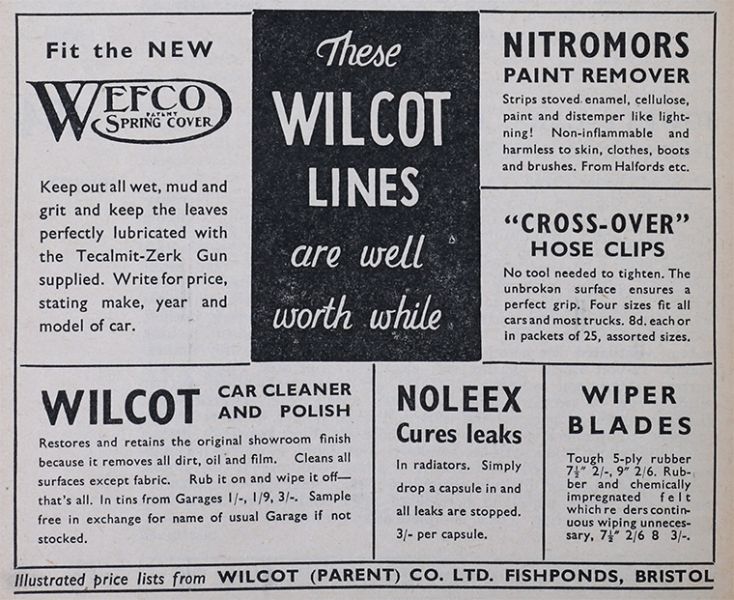 Fit the NEW
WEFCO
PATENT
SPRING COVER
Keep out all wet, mud and
grit and keep the leaves
perfectly lubricated with
the Tecalmit-Zerk Gun
supplied. Write for price,
stating make, year and
model of car.
These
WILCOT
LINES
are well
worth while
NITROMORS
PAINT REMOVER
Strips stoved enamel, cellulose,
paint and distemper like light-
ning! Non-inflammable and
harmless to skin, clothes, boots
and brushes. From Halfords etc.
"CROSS-OVER"
HOSE CLIPS
No tool needed to tighten. The
unbroken surface ensures a
perfect grip. Four sizes fit all
cars and most trucks. 8d. each or
in packets of 25, assorted sizes.
WILCOT CAR CLEANER
AND POLISH
Restores and retains the original showroom finish
because it removes all dirt, oil and film. Cleans all
surfaces except fabric. Rub it on and wipe it off—
that's all. In tins from Garages 1/-, 1/9, 3/-. Sample
free in exchange for name of usual Garage if not
stocked.
NOLEEX
Cures leaks
In radiators. Simply
drop a capsule in and
all leaks are stopped.
3/- per capsule.
WIPER
BLADES
Tough 5-ply rubber
7½" 2/-, 9" 2/6. Rub-
ber and chemically
impregnated felt
which re ders contin-
uous wiping unneces-
sary, 7½" 2/6 8 3/-.
Illustrated price lists from WILCOT (PARENT) CO. LTD. FISHPONDS, BRISTOL